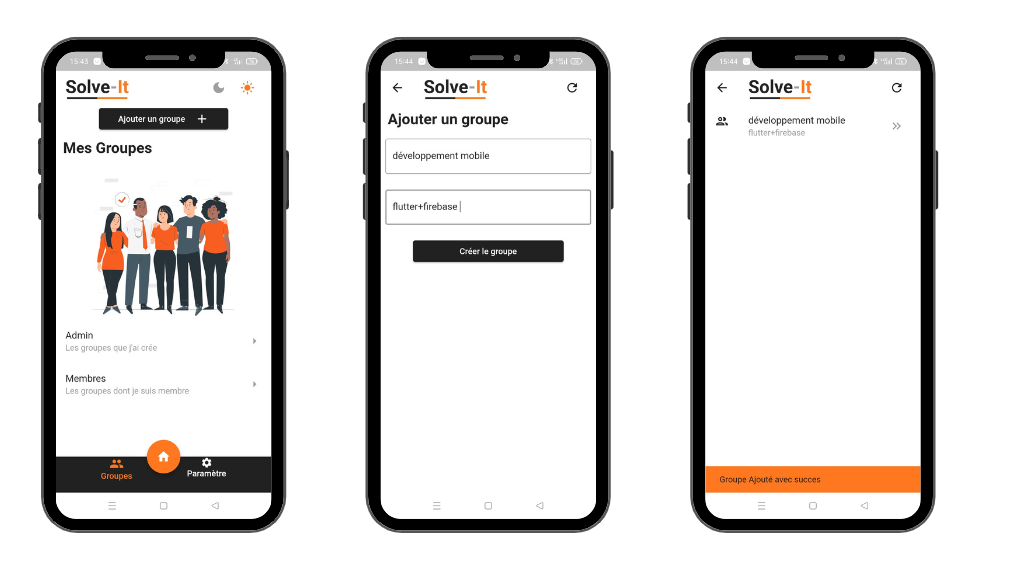 15:43
Solve-It
Ajouter un groupe +
Mes Groupes
Admin
Les groupes que j'ai crée
Membres
Les groupes dont je suis membre
Groupes
Paramètre
15:44
Solve-It
Ajouter un groupe
développement mobile
flutter+firebase
Créer le groupe
15:44
Solve-It
développement mobile
flutter+firebase
Groupe Ajouté avec succes